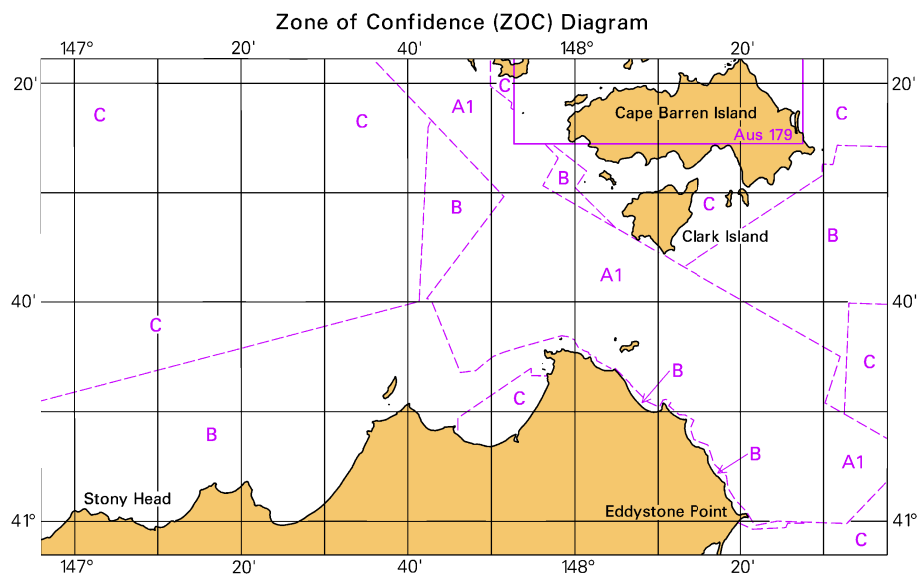 Zone of Confidence (ZOC) Diagram
147° 20' 40' 148° 20'
20'
C
C
A1
C
Cape Barren Island
C
Aus 179
B
B
C
Clark Island
B
A1
40' 40'
C
C
B
C
B
B
A1
Stony Head
Eddystone Point
41° 41°
C
147° 20' 40' 148° 20'
20'